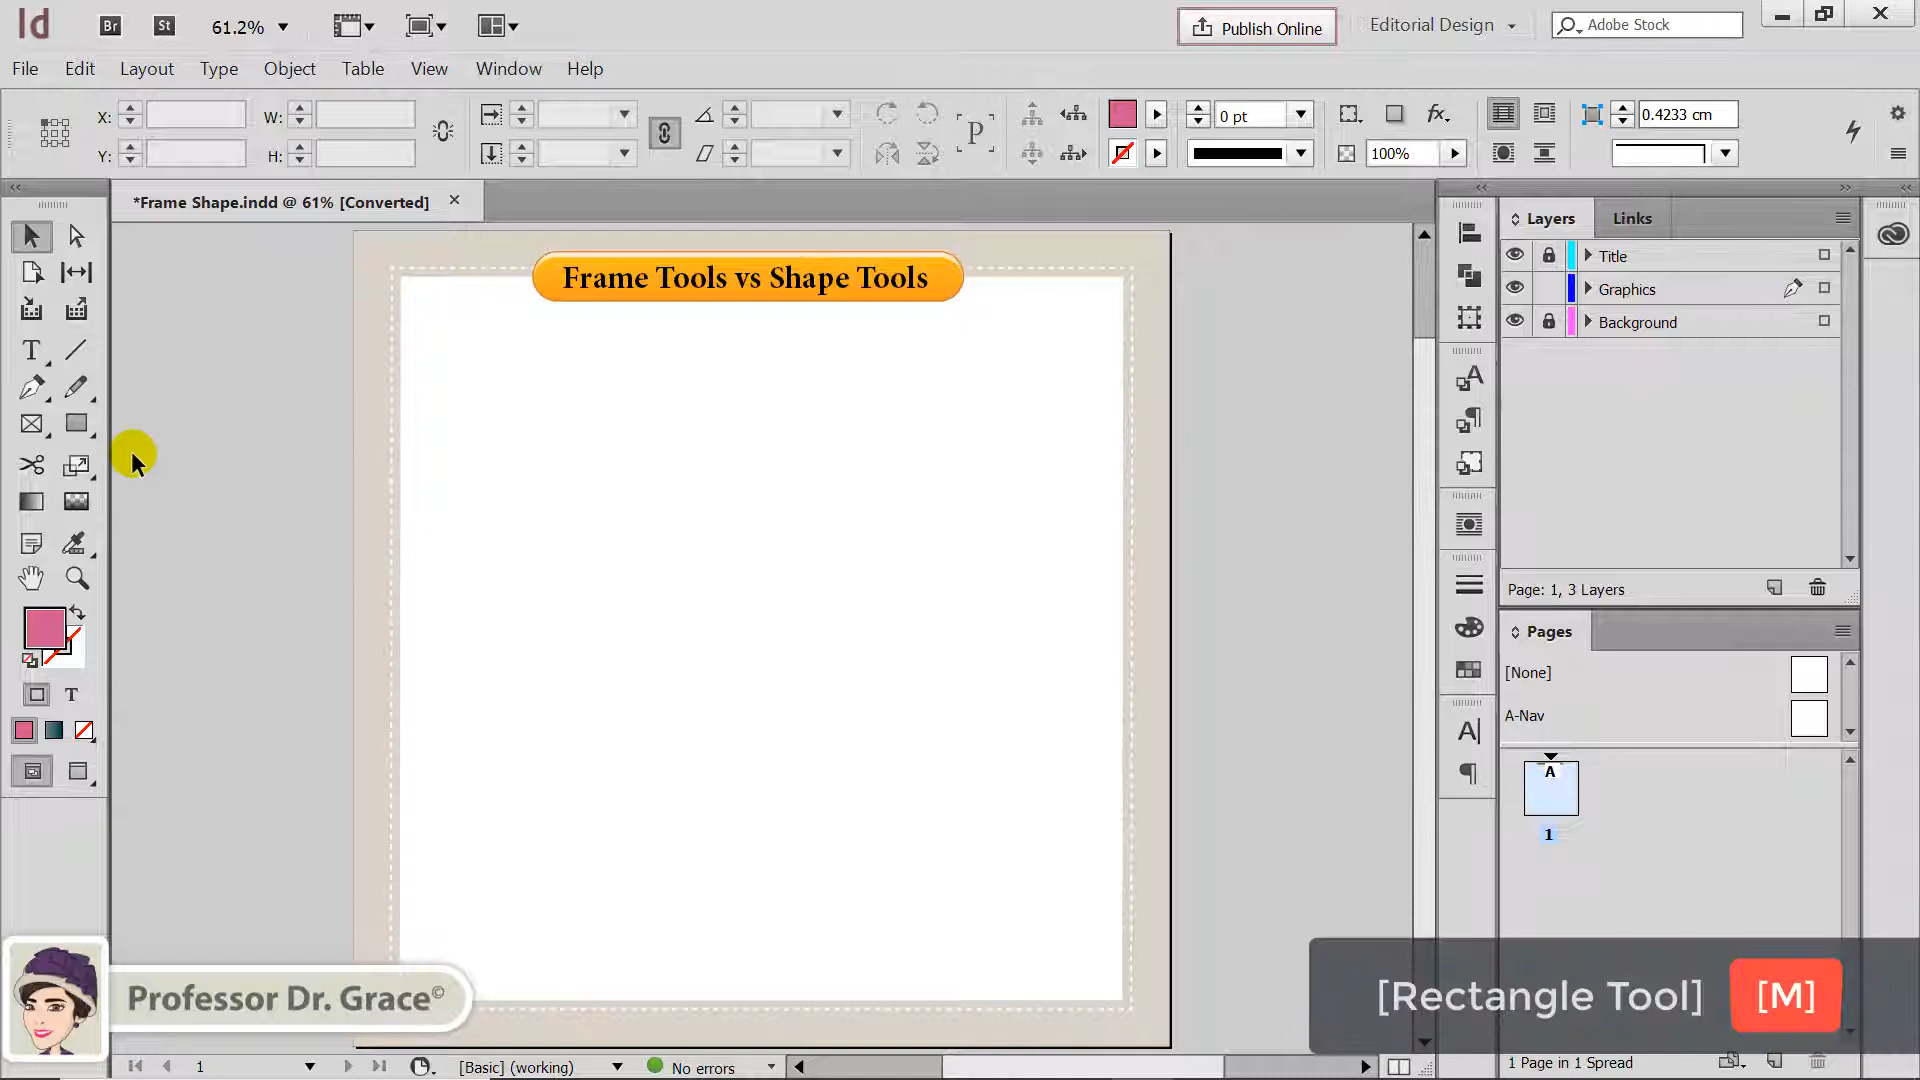 Id Br St 61.2% Publish Online Editorial Design Adobe Stock
File Edit Layout Type Object Table View Window Help
X: W: 0 pt 0.4233 cm
Y: H: P 100%
*Frame Shape.indd @ 61% [Converted]
Layers Links
Frame Tools vs Shape Tools
Title
Graphics
Background
Page: 1, 3 Layers
Pages
[None]
A-Nav
A
1
Professor Dr. Grace©
[Rectangle Tool] [M]
1 [Basic] (working) No errors
1 Page in 1 Spread